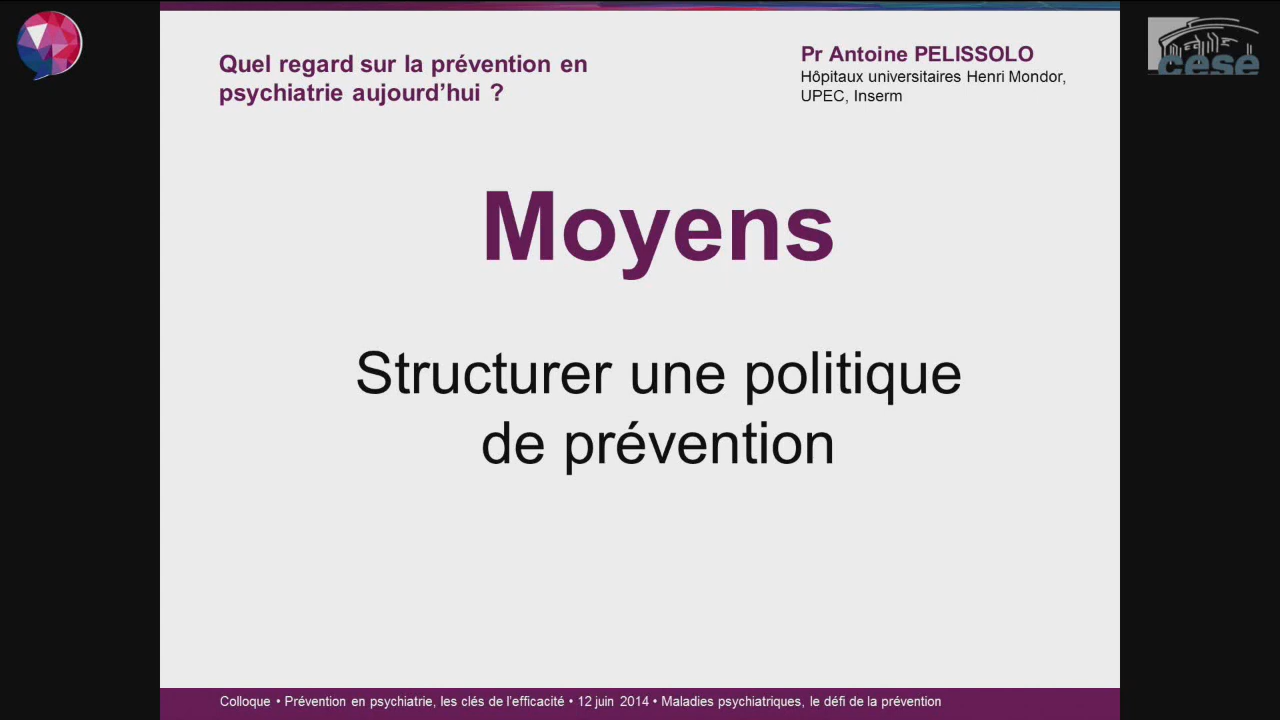 Quel regard sur la prévention en
psychiatrie aujourd’hui ?
Pr Antoine PELISSOLO
Hôpitaux universitaires Henri Mondor,
UPEC, Inserm
cese
Moyens
Structurer une politique
de prévention
Colloque • Prévention en psychiatrie, les clés de l’efficacité • 12 juin 2014 • Maladies psychiatriques, le défi de la prévention